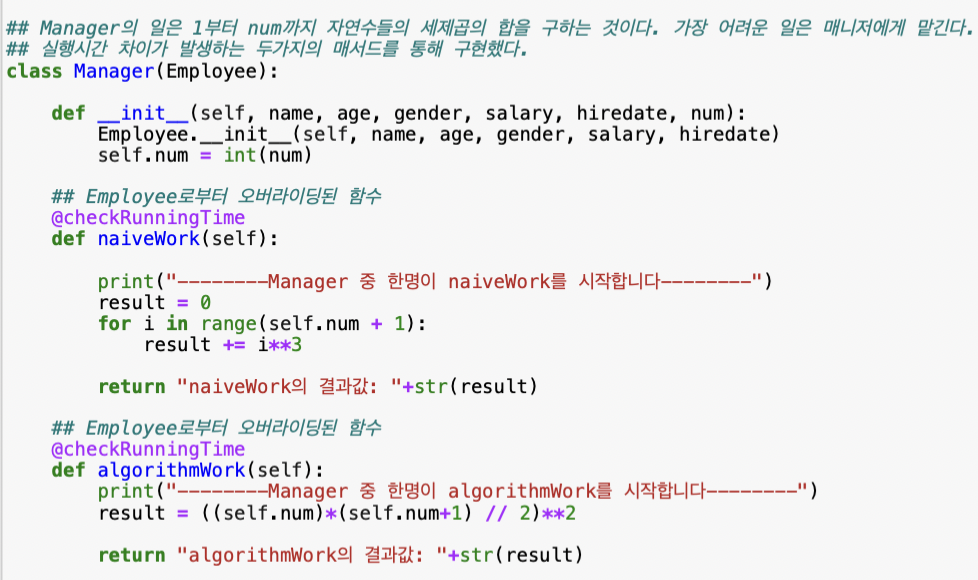 ## Manager의 일은 1부터 num까지 자연수들의 세제곱의 합을 구하는 것이다. 가장 어려운 일은 매니저에게 맡긴다.
## 실행시간 차이가 발생하는 두가지의 매서드를 통해 구현했다.
class Manager(Employee):
    def __init__(self, name, age, gender, salary, hiredate, num):
        Employee.__init__(self, name, age, gender, salary, hiredate)
        self.num = int(num)
    ## Employee로부터 오버라이딩된 함수
    @checkRunningTime
    def naiveWork(self):
        print("--------Manager 중 한명이 naiveWork를 시작합니다--------")
        result = 0
        for i in range(self.num + 1):
            result += i**3
        return "naiveWork의 결과값: "+str(result)
    ## Employee로부터 오버라이딩된 함수
    @checkRunningTime
    def algorithmWork(self):
        print("--------Manager 중 한명이 algorithmWork를 시작합니다--------")
        result = ((self.num)*(self.num+1) // 2)**2
        return "algorithmWork의 결과값: "+str(result)